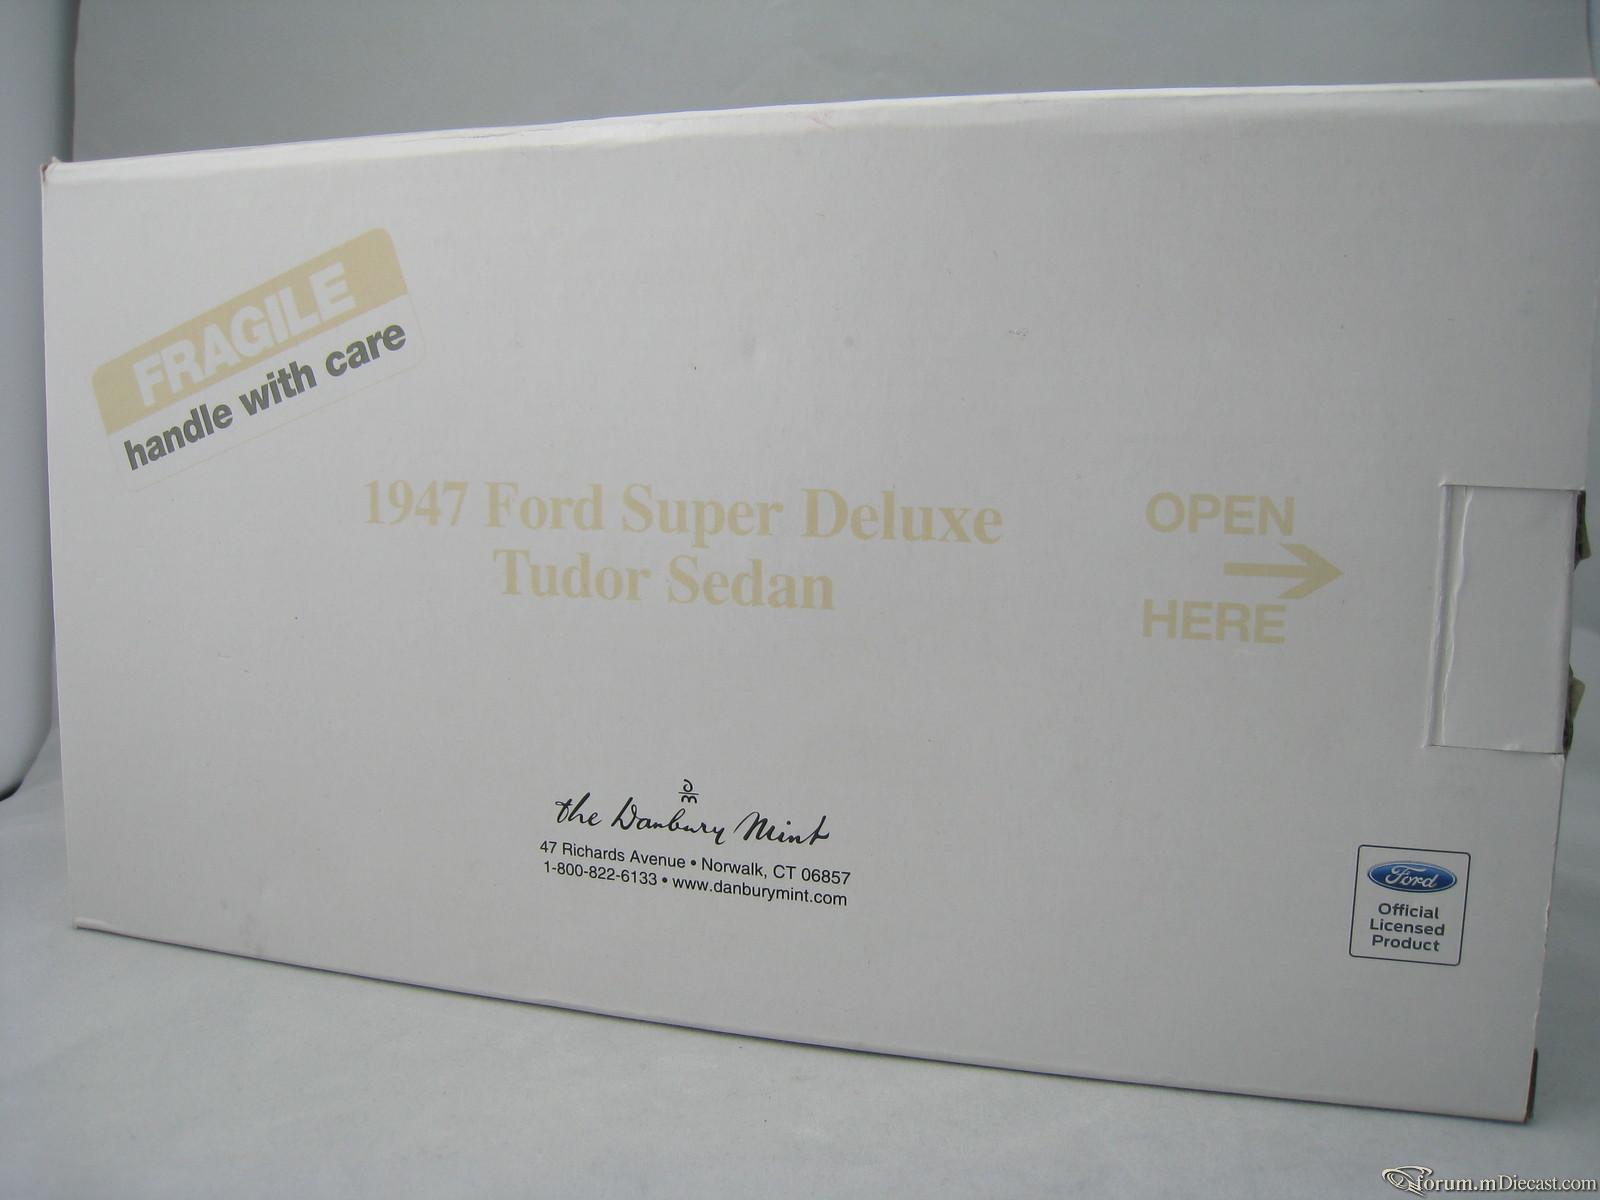 FRAGILE
handle with care
1947 Ford Super Deluxe
Tudor Sedan
OPEN
HERE
the Danbury Mint
47 Richards Avenue • Norwalk, CT 06857
1-800-822-6133 • www.danburymint.com
Ford
Official
Licensed
Product
forum.mDiecast.com